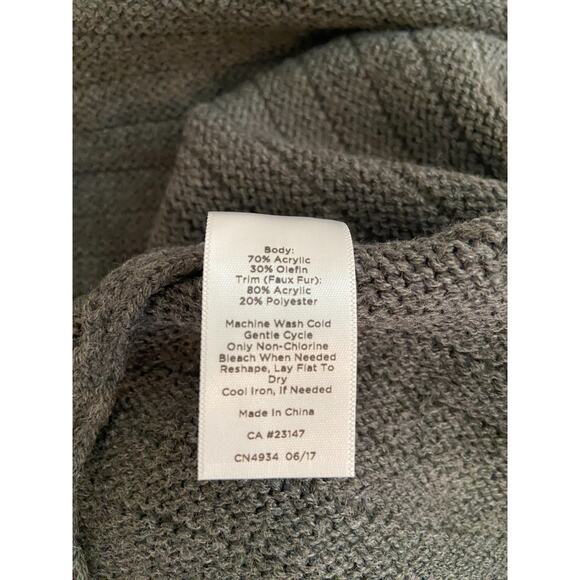 Body:
70% Acrylic
30% Olefin
Trim (Faux Fur):
80% Acrylic
20% Polyester
Machine Wash Cold
Gentle Cycle
Only Non-Chlorine
Bleach When Needed
Reshape, Lay Flat To
Dry
Cool Iron, If Needed
Made In China
CA #23147
CN4934 06/17